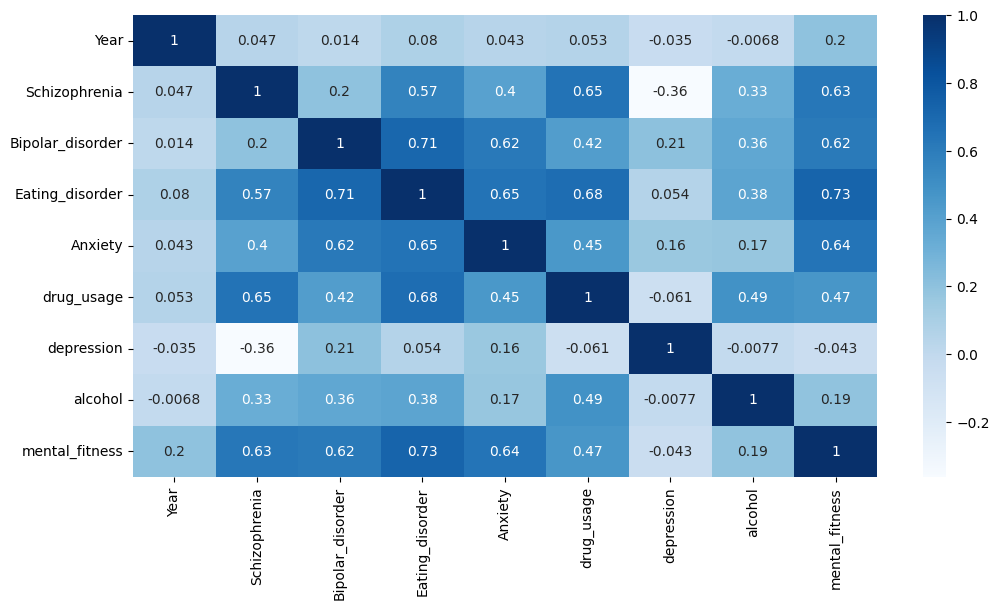 Year 1 0.047 0.014 0.08 0.043 0.053 -0.035 -0.0068 0.2
Schizophrenia 0.047 1 0.2 0.57 0.4 0.65 -0.36 0.33 0.63
Bipolar_disorder 0.014 0.2 1 0.71 0.62 0.42 0.21 0.36 0.62
Eating_disorder 0.08 0.57 0.71 1 0.65 0.68 0.054 0.38 0.73
Anxiety 0.043 0.4 0.62 0.65 1 0.45 0.16 0.17 0.64
drug_usage 0.053 0.65 0.42 0.68 0.45 1 -0.061 0.49 0.47
depression -0.035 -0.36 0.21 0.054 0.16 -0.061 1 -0.0077 -0.043
alcohol -0.0068 0.33 0.36 0.38 0.17 0.49 -0.0077 1 0.19
mental_fitness 0.2 0.63 0.62 0.73 0.64 0.47 -0.043 0.19 1
Year
Schizophrenia
Bipolar_disorder
Eating_disorder
Anxiety
drug_usage
depression
alcohol
mental_fitness
1.0
0.8
0.6
0.4
0.2
0.0
−0.2